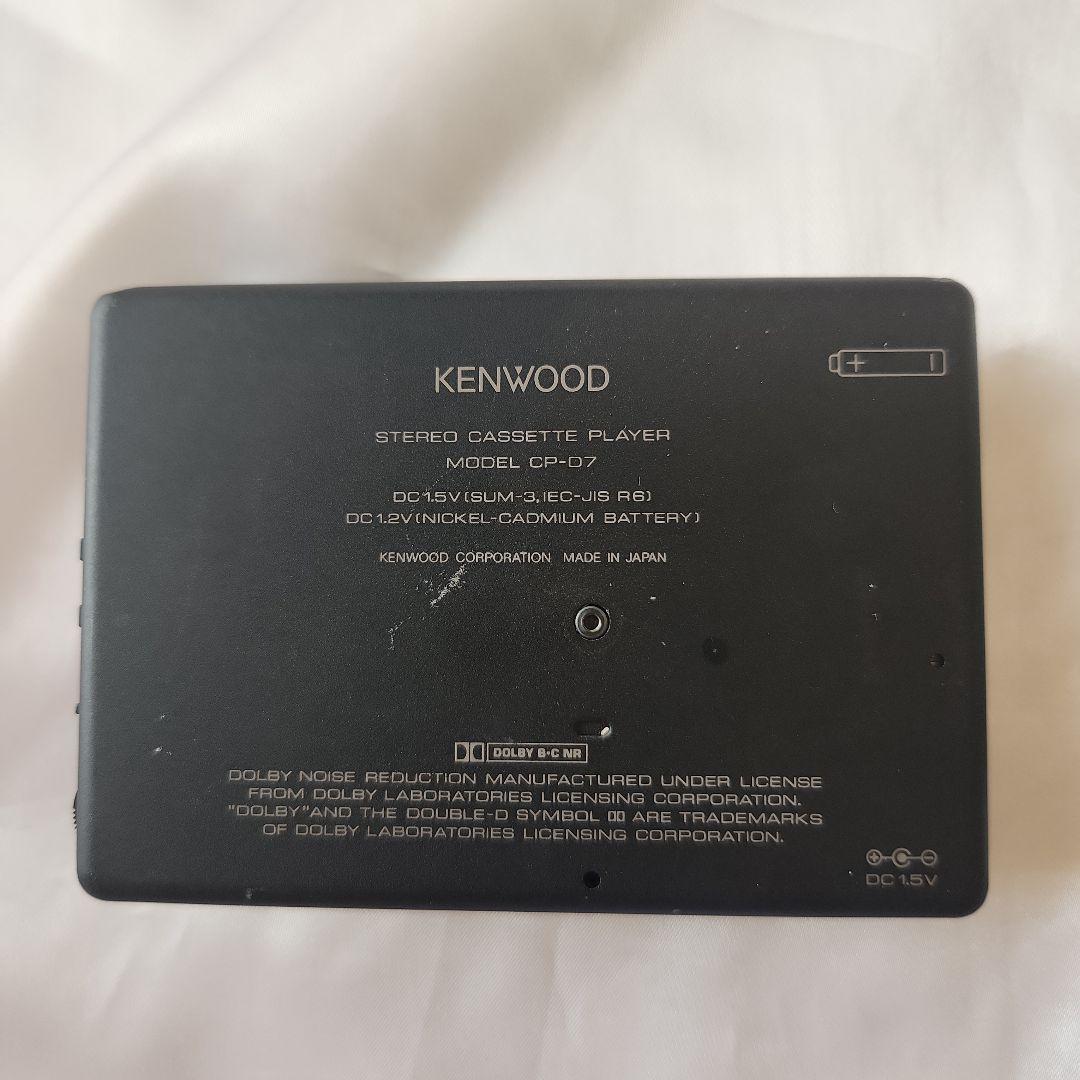 KENWOOD
STEREO CASSETTE PLAYER
MODEL CP-D7
DC 1.5V (SUM-3, IEC-JIS R6)
DC 1.2V (NICKEL-CADMIUM BATTERY)
KENWOOD CORPORATION MADE IN JAPAN
DOLBY B·C NR
DOLBY NOISE REDUCTION MANUFACTURED UNDER LICENSE
FROM DOLBY LABORATORIES LICENSING CORPORATION.
"DOLBY" AND THE DOUBLE-D SYMBOL ARE TRADEMARKS
OF DOLBY LABORATORIES LICENSING CORPORATION.
DC 1.5V